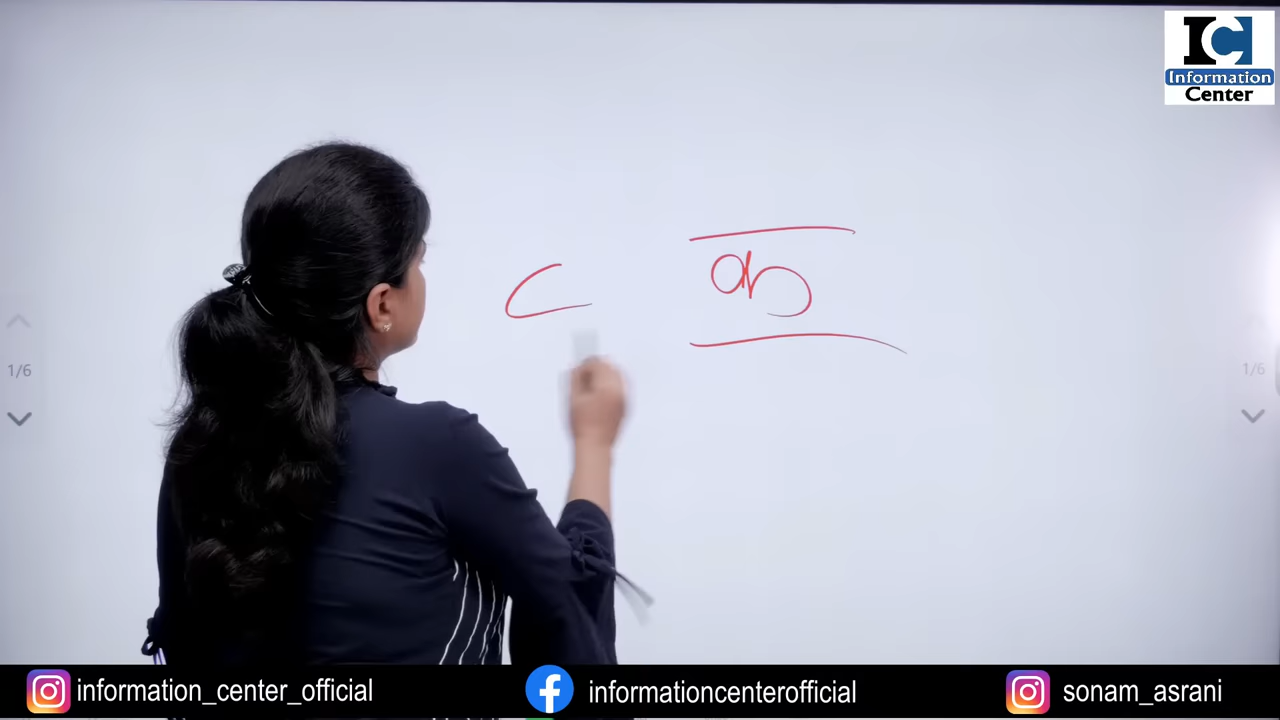 IC
Information
Center
C
1/6
1/6
information_center_official
informationcenterofficial
sonam_asrani